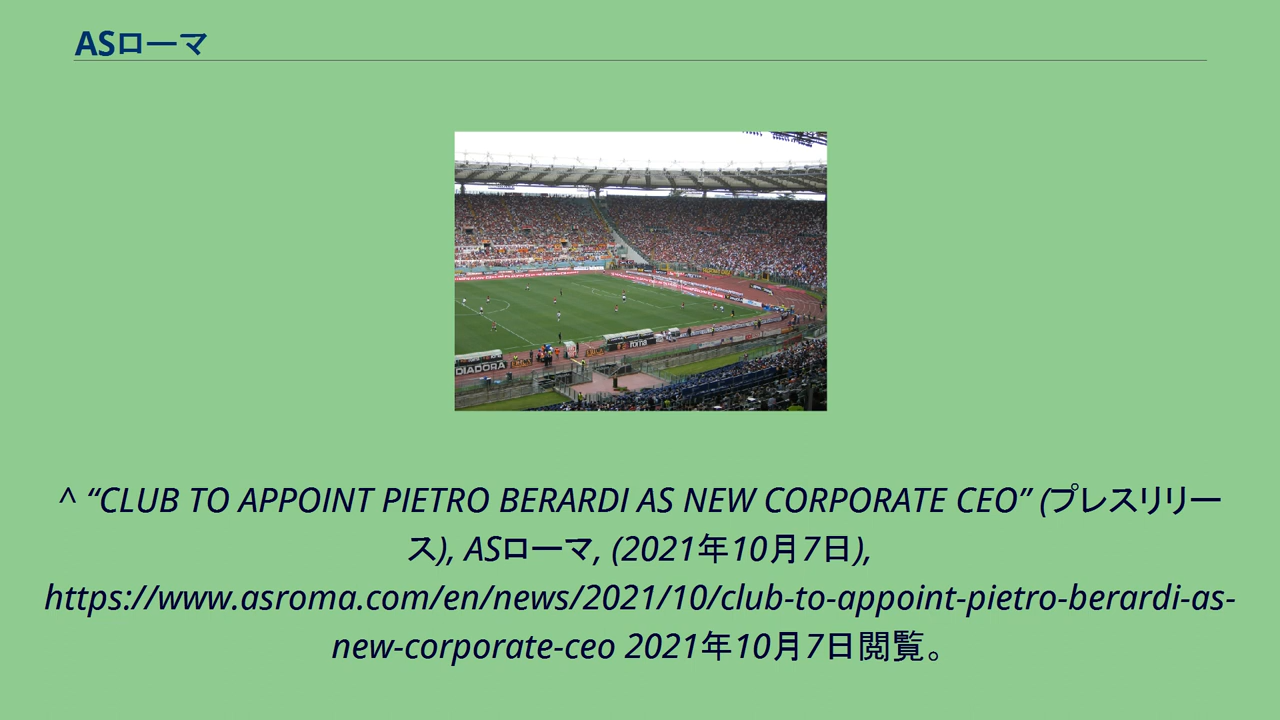 ASローマ
DIADORA
roma
^ “CLUB TO APPOINT PIETRO BERARDI AS NEW CORPORATE CEO” (プレスリリー
ス), ASローマ, (2021年10月7日),
https://www.asroma.com/en/news/2021/10/club-to-appoint-pietro-berardi-as-
new-corporate-ceo 2021年10月7日閲覧。